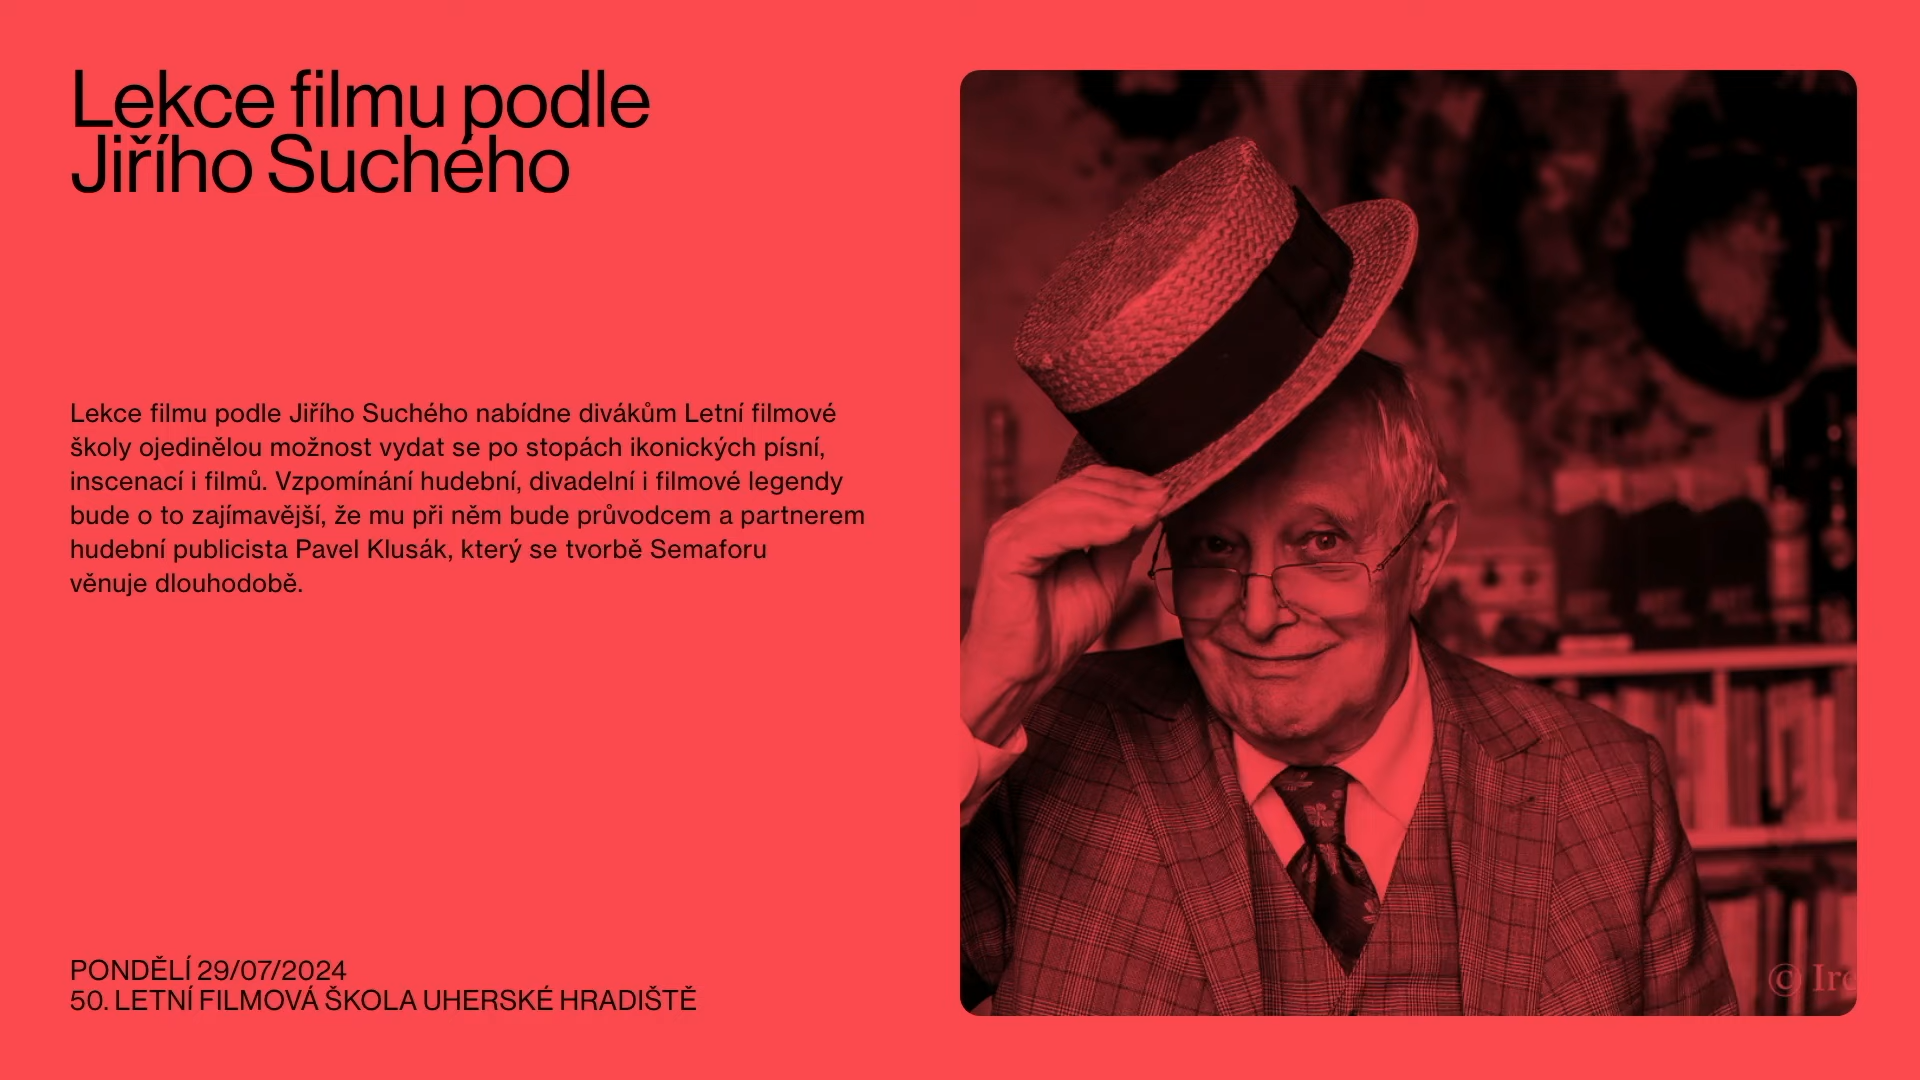 Lekce filmu podle
Jiřího Suchého
Lekce filmu podle Jiřího Suchého nabídne divákům Letní filmové
školy ojedinělou možnost vydat se po stopách ikonických písní,
inscenací i filmů. Vzpomínání hudební, divadelní i filmové legendy
bude o to zajímavější, že mu při něm bude průvodcem a partnerem
hudební publicista Pavel Klusák, který se tvorbě Semaforu
věnuje dlouhodobě.
PONDĚLÍ 29/07/2024
50. LETNÍ FILMOVÁ ŠKOLA UHERSKÉ HRADIŠTĚ
©